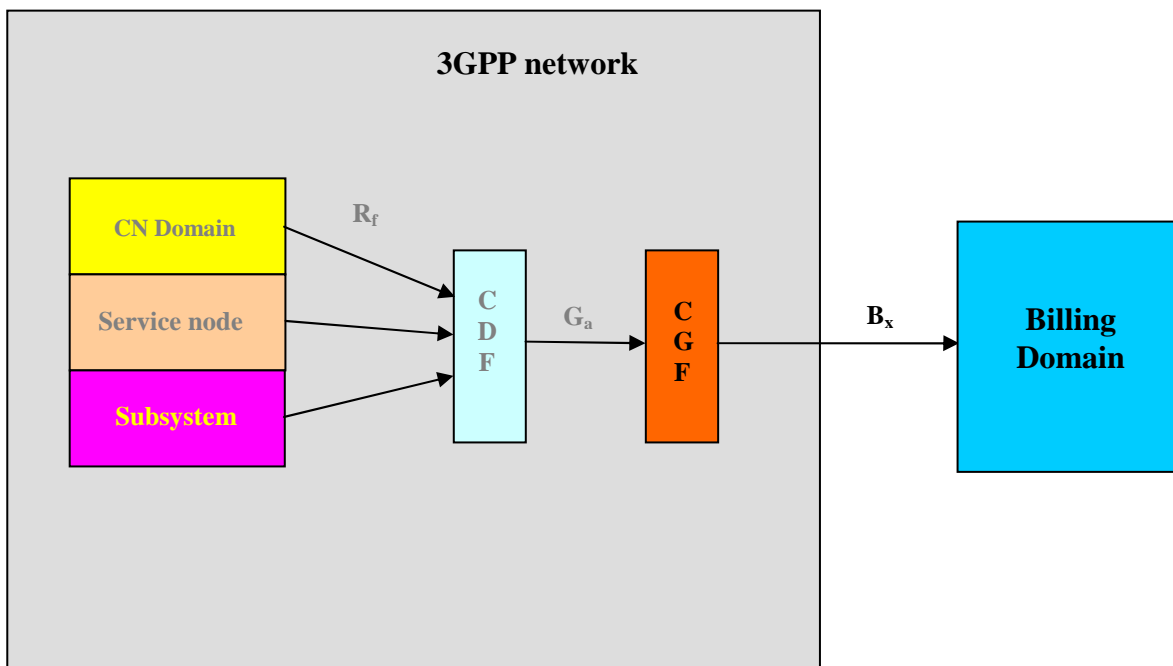 3GPP network
CN Domain
Service node
Subsystem
Rf
C
D
F
Ga
C
G
F
Bx
Billing
Domain